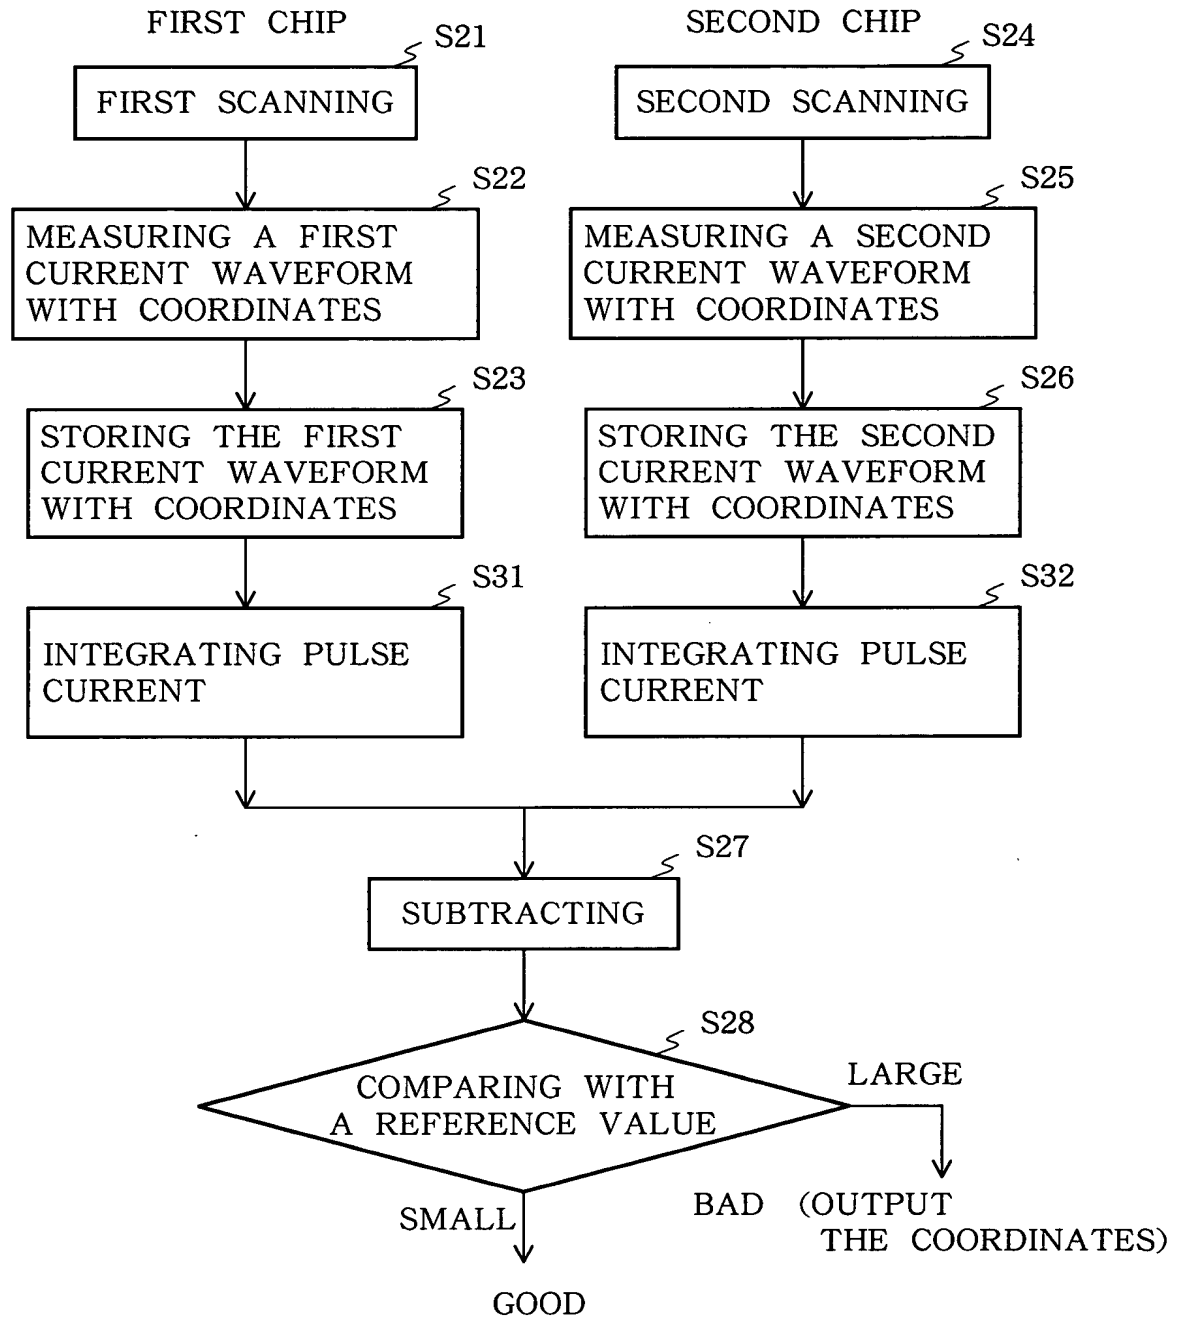 FIRST CHIP
S21
FIRST SCANNING
S22
MEASURING A FIRST
CURRENT WAVEFORM
WITH COORDINATES
S23
STORING THE FIRST
CURRENT WAVEFORM
WITH COORDINATES
S31
INTEGRATING PULSE
CURRENT
SECOND CHIP
S24
SECOND SCANNING
S25
MEASURING A SECOND
CURRENT WAVEFORM
WITH COORDINATES
S26
STORING THE SECOND
CURRENT WAVEFORM
WITH COORDINATES
S32
INTEGRATING PULSE
CURRENT
S27
SUBTRACTING
S28
COMPARING WITH
A REFERENCE VALUE
LARGE
BAD (OUTPUT
THE COORDINATES)
SMALL
GOOD